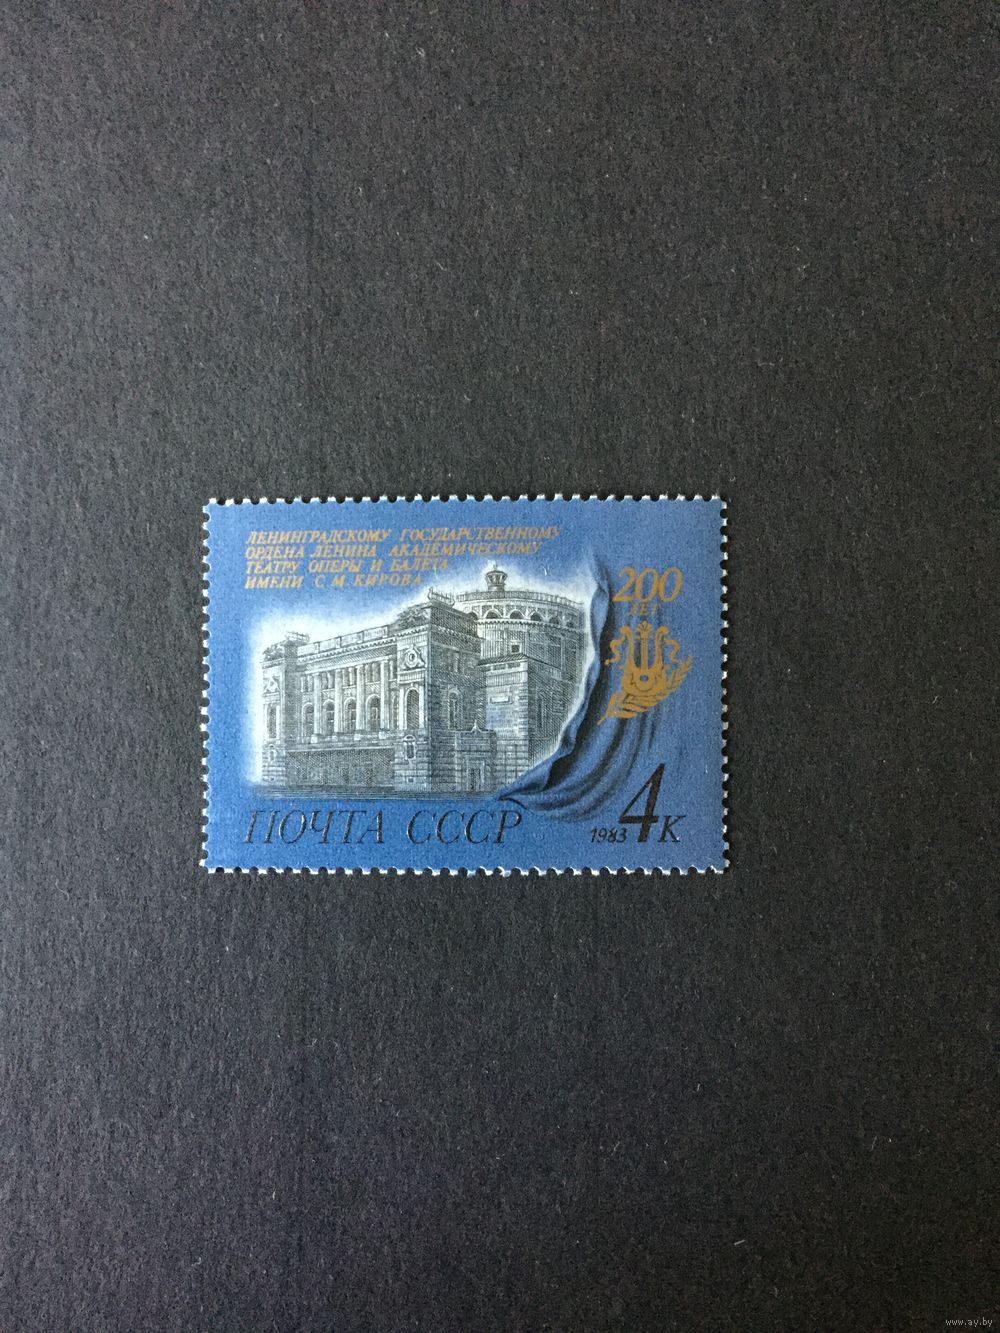 ЛЕНИНГРАДСКОМУ ГОСУДАРСТВЕННОМУ
ОРДЕНА ЛЕНИНА АКАДЕМИЧЕСКОМУ
ТЕАТРУ ОПЕРЫ И БАЛЕТА
ИМЕНИ С.М.КИРОВА
200
ЛЕТ
ПОЧТА СССР
1983 4К
www.ay.by